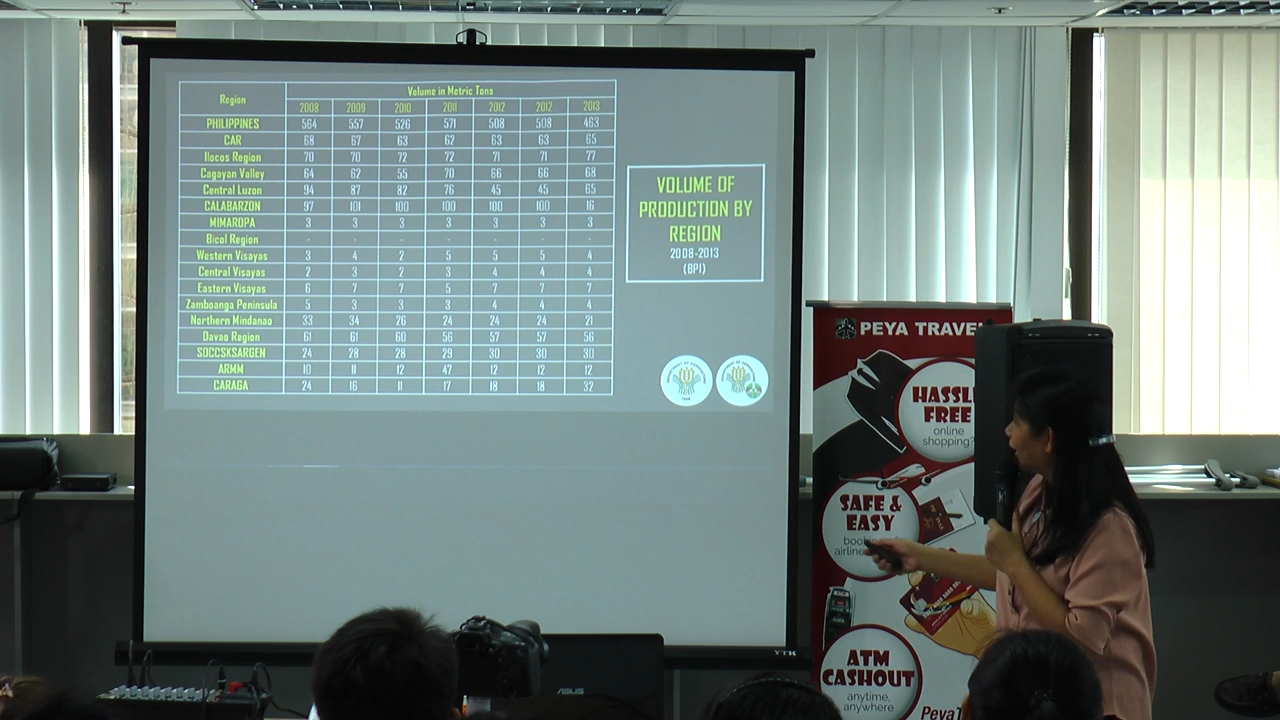 Region Volume in Metric Tons
2008 2009 2010 2011 2012 2012 2013
PHILIPPINES 564 557 526 571 508 508 463
CAR 68 67 63 62 63 63 65
Ilocos Region 70 70 72 72 71 71 77
Cagayan Valley 64 62 55 70 66 66 68
Central Luzon 94 87 82 76 45 45 65
CALABARZON 97 101 100 100 100 100 16
MIMAROPA 3 3 3 3 3 3 3
Bicol Region - - - - - - -
Western Visayas 3 4 2 5 5 5 4
Central Visayas 2 3 2 3 4 4 4
Eastern Visayas 6 7 7 5 7 7 7
Zamboanga Peninsula 5 3 3 3 4 4 4
Northern Mindanao 33 34 26 24 24 24 21
Davao Region 61 61 60 56 57 57 56
SOCCSKSARGEN 24 28 28 29 30 30 30
ARMM 10 11 12 47 12 12 12
CARAGA 24 16 11 17 18 18 32
VOLUME OF
PRODUCTION BY
REGION
2008-2013
(BPI)
PEYA TRAVEL
HASSLE
FREE
online
shopping?
SAFE &
EASY
ATM
CASHOUT
anytime,
anywhere
ASUS